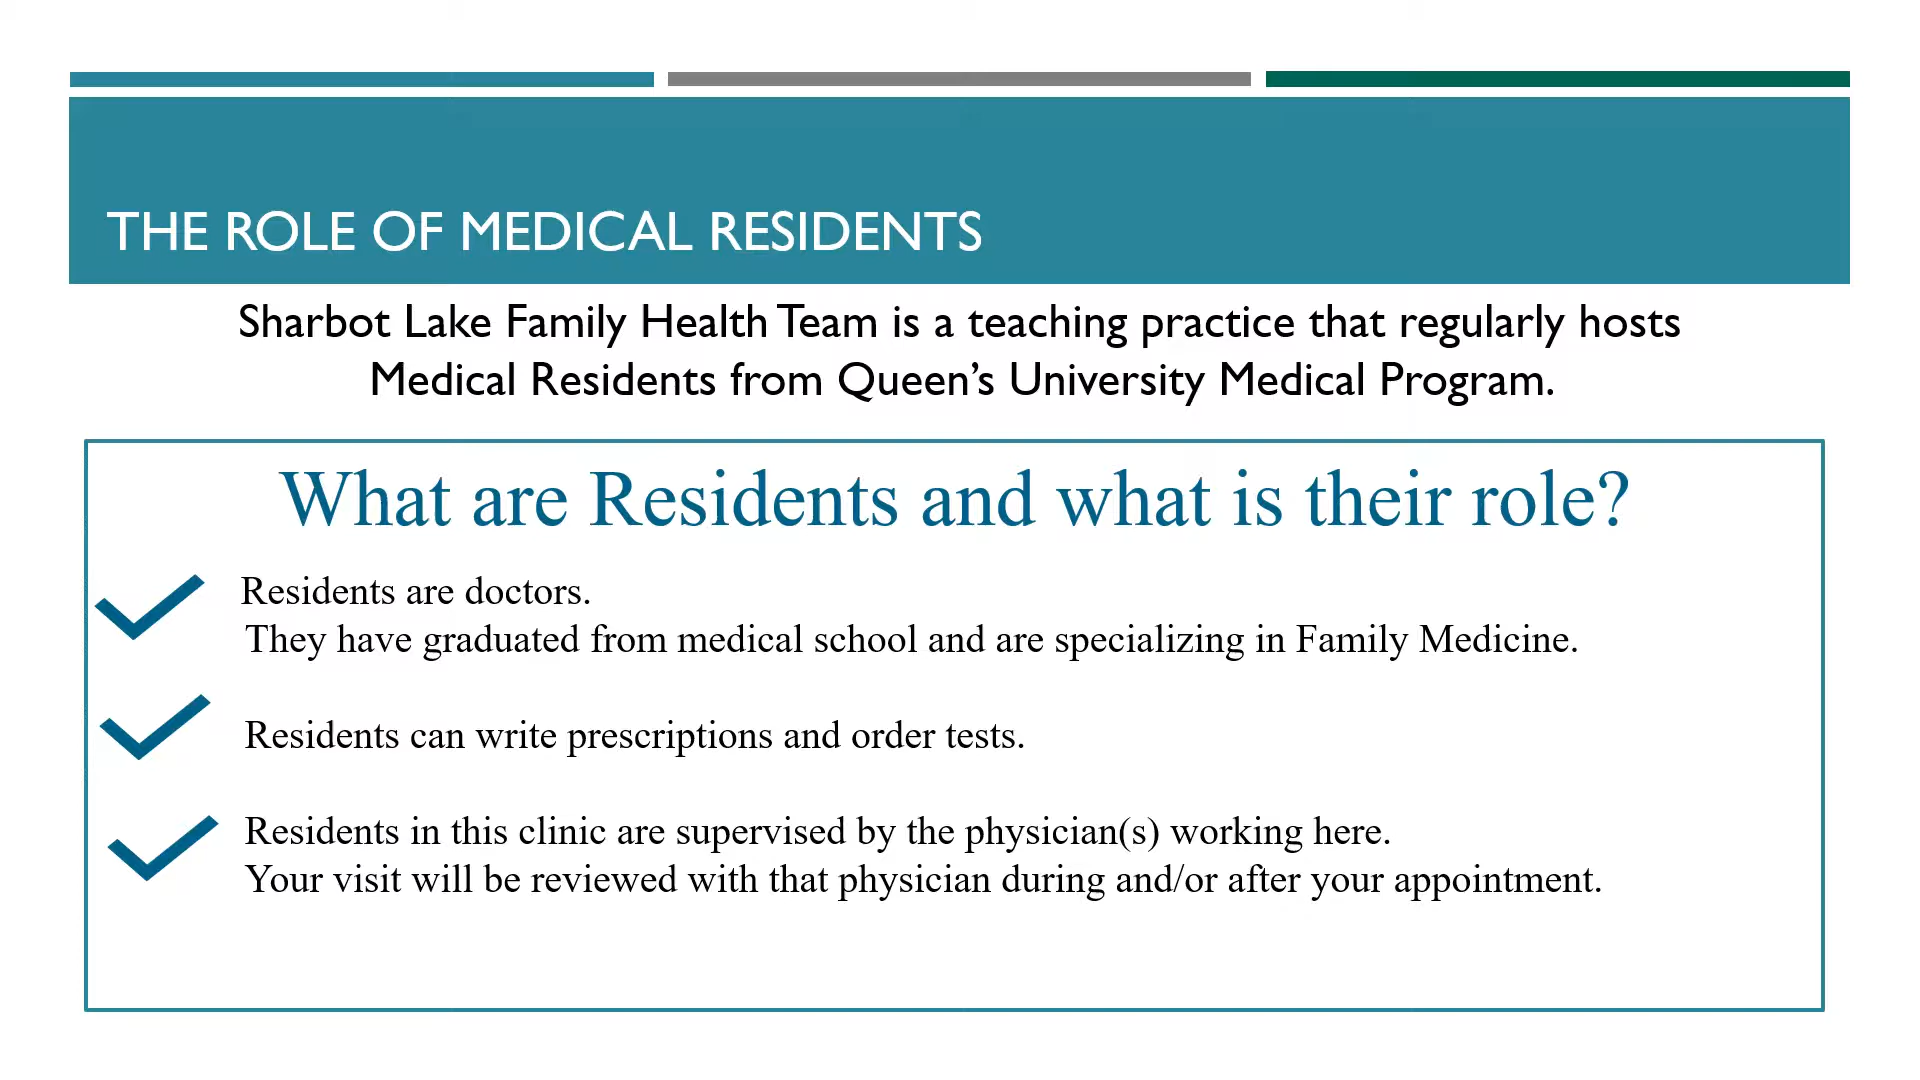 THE ROLE OF MEDICAL RESIDENTS
Sharbot Lake Family Health Team is a teaching practice that regularly hosts
Medical Residents from Queen’s University Medical Program.
What are Residents and what is their role?
Residents are doctors.
They have graduated from medical school and are specializing in Family Medicine.
Residents can write prescriptions and order tests.
Residents in this clinic are supervised by the physician(s) working here.
Your visit will be reviewed with that physician during and/or after your appointment.